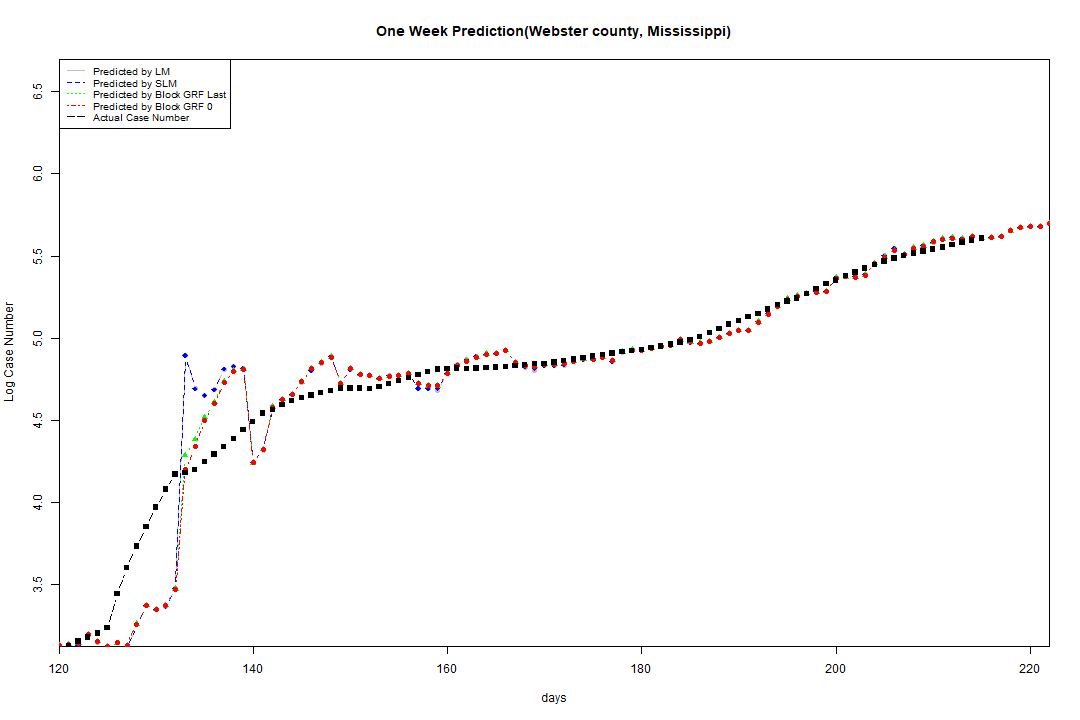 One Week Prediction(Webster county, Mississippi)
Predicted by LM
Predicted by SLM
Predicted by Block GRF Last
Predicted by Block GRF 0
Actual Case Number
Log Case Number
6.5
6.0
5.5
5.0
4.5
4.0
3.5
120 140 160 180 200 220
days